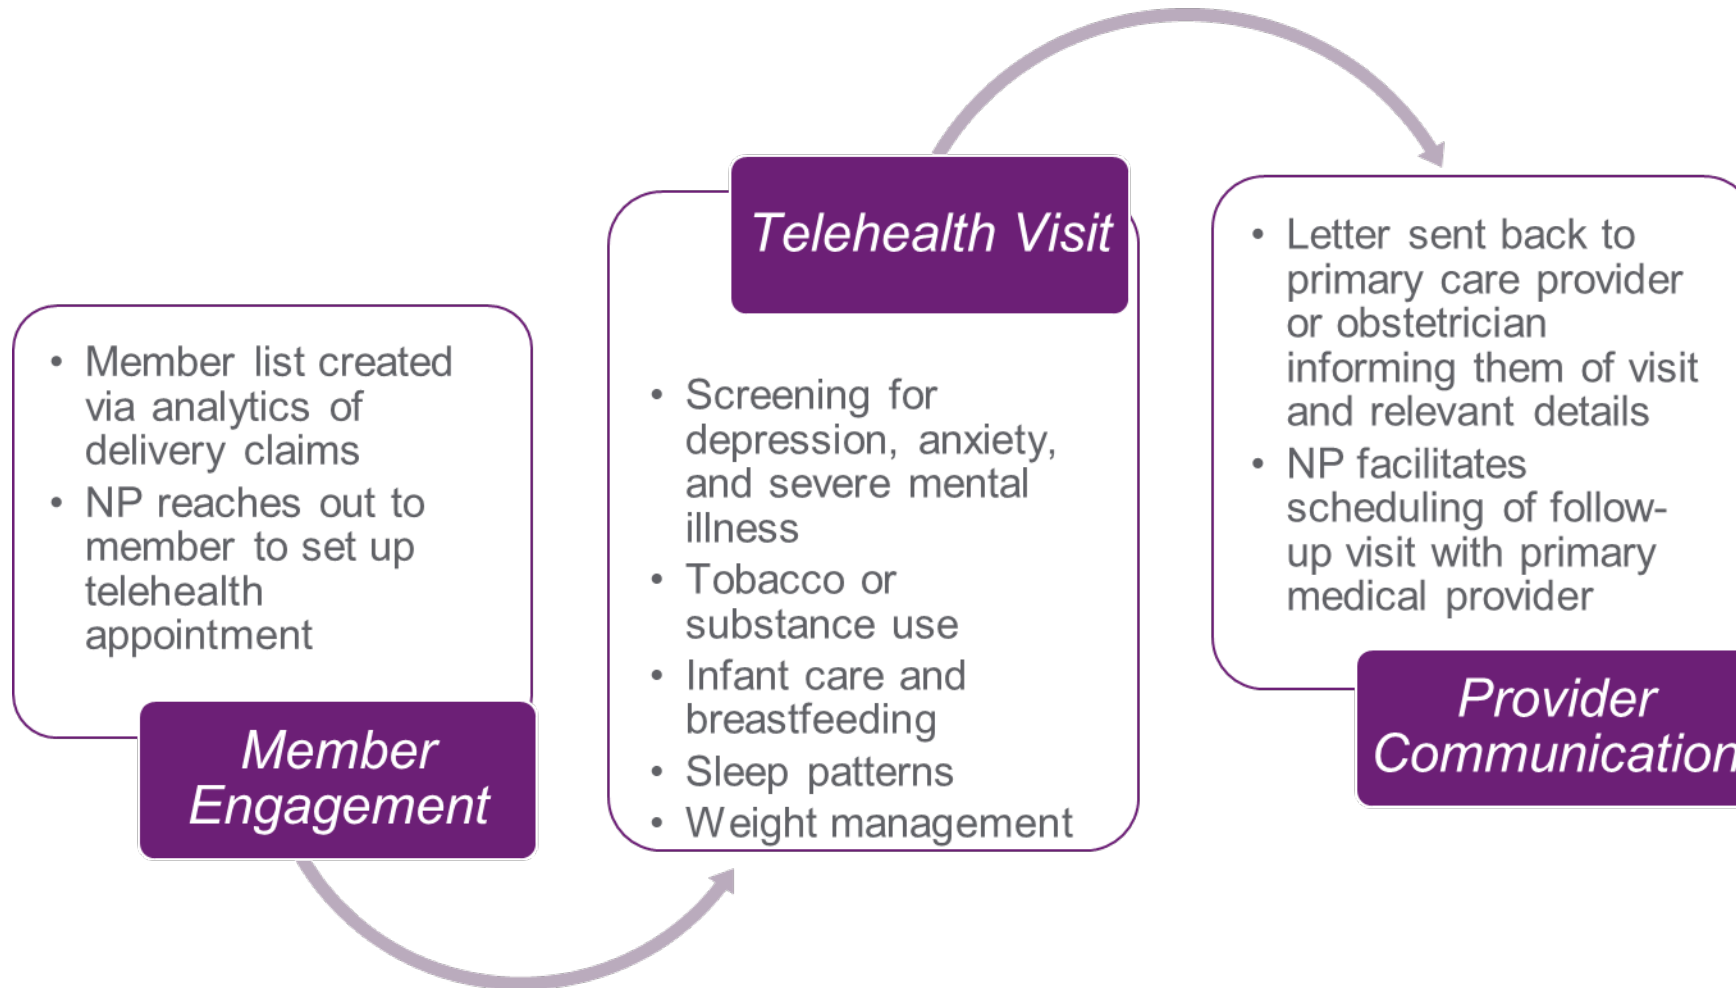 • Member list created
via analytics of
delivery claims
• NP reaches out to
member to set up
telehealth
appointment
Member
Engagement
Telehealth Visit
• Screening for
depression, anxiety,
and severe mental
illness
• Tobacco or
substance use
• Infant care and
breastfeeding
• Sleep patterns
• Weight management
• Letter sent back to
primary care provider
or obstetrician
informing them of visit
and relevant details
• NP facilitates
scheduling of follow-
up visit with primary
medical provider
Provider
Communication